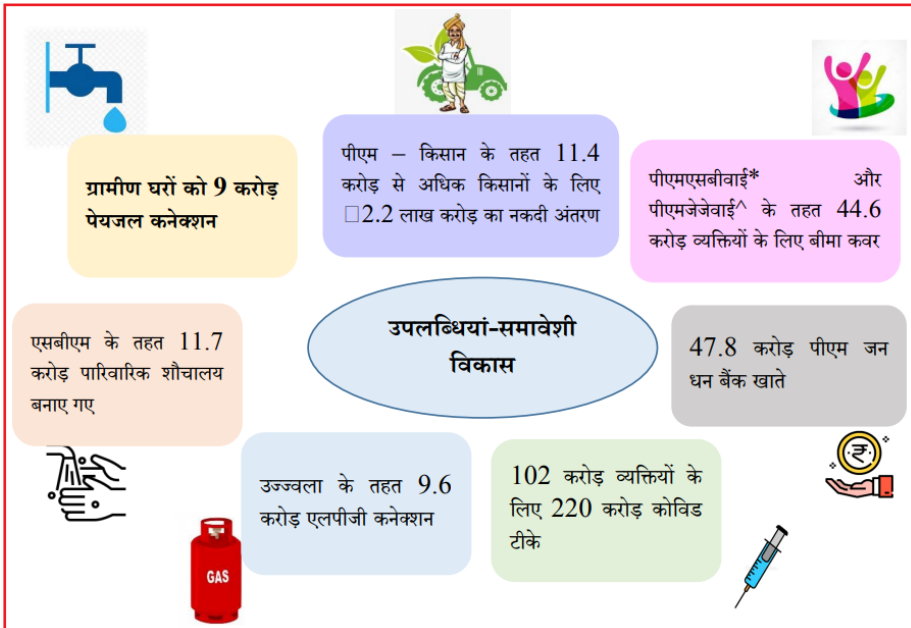 ग्रामीण घरों को 9 करोड़
पेयजल कनेक्शन
पीएम – किसान के तहत 11.4
करोड़ से अधिक किसानों के लिए
□2.2 लाख करोड़ का नकदी अंतरण
पीएमएसबीवाई* और
पीएमजेजेवाई^ के तहत 44.6
करोड़ व्यक्तियों के लिए बीमा कवर
उपलब्धियां-समावेशी
विकास
एसबीएम के तहत 11.7
करोड़ पारिवारिक शौचालय
बनाए गए
47.8 करोड़ पीएम जन
धन बैंक खाते
उज्ज्वला के तहत 9.6
करोड़ एलपीजी कनेक्शन
102 करोड़ व्यक्तियों के
लिए 220 करोड़ कोविड
टीके
₹
GAS